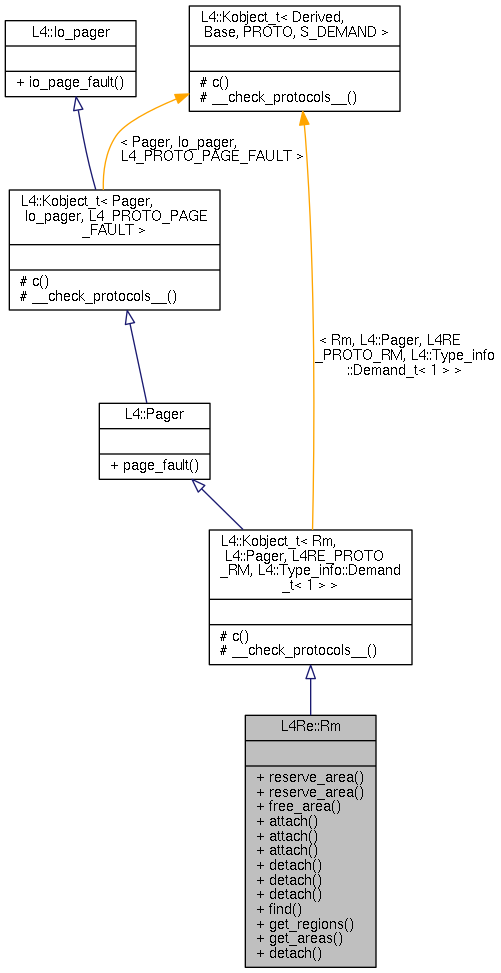 L4::Io_pager
+ io_page_fault()
L4::Kobject_t< Derived,
Base, PROTO, S_DEMAND >
# c()
# __check_protocols__()
< Pager, Io_pager,
L4_PROTO_PAGE_FAULT >
L4::Kobject_t< Pager,
Io_pager, L4_PROTO_PAGE
_FAULT >
# c()
# __check_protocols__()
< Rm, L4::Pager, L4RE
_PROTO_RM, L4::Type_info
::Demand_t< 1 > >
L4::Pager
+ page_fault()
L4::Kobject_t< Rm,
L4::Pager, L4RE_PROTO
_RM, L4::Type_info::Demand
_t< 1 > >
# c()
# __check_protocols__()
L4Re::Rm
+ reserve_area()
+ reserve_area()
+ free_area()
+ attach()
+ attach()
+ attach()
+ detach()
+ detach()
+ detach()
+ find()
+ get_regions()
+ get_areas()
+ detach()